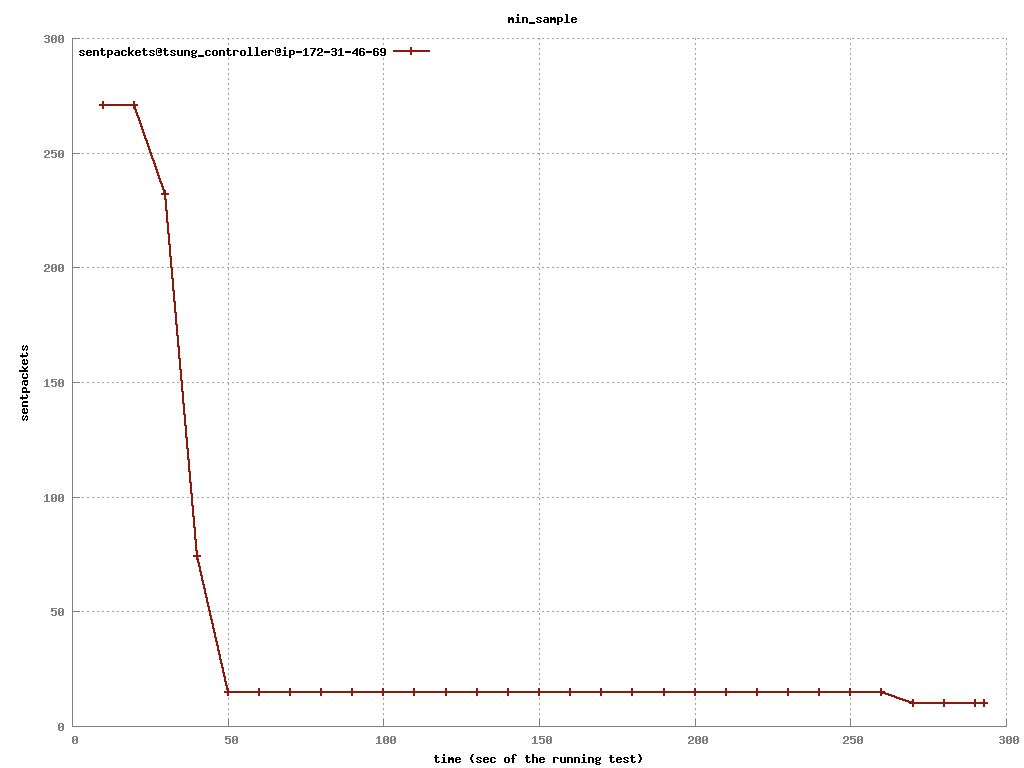 min_sample
300
sentpackets@tsung_controller@ip-172-31-46-69
250
200
150
100
50
0
sentpackets
0 50 100 150 200 250 300
time (sec of the running test)